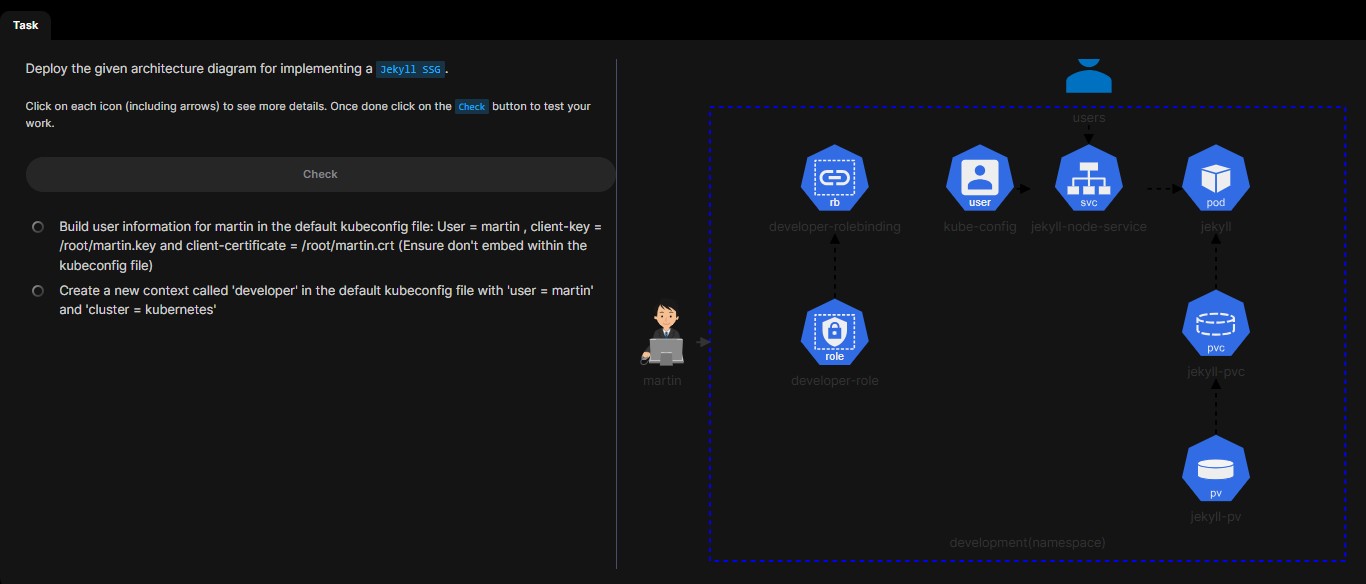 Task
Deploy the given architecture diagram for implementing a Jekyll SSG.
Click on each icon (including arrows) to see more details. Once done click on the Check button to test your
work.
Check
Build user information for martin in the default kubeconfig file: User = martin , client-key =
/root/martin.key and client-certificate = /root/martin.crt (Ensure don't embed within the
kubeconfig file)
Create a new context called 'developer' in the default kubeconfig file with 'user = martin'
and 'cluster = kubernetes'
users
rb
user
svc
pod
developer-rolebinding
kube-config
jekyll-node-service
jekyll
role
pvc
developer-role
jekyll-pvc
martin
pv
jekyll-pv
development(namespace)